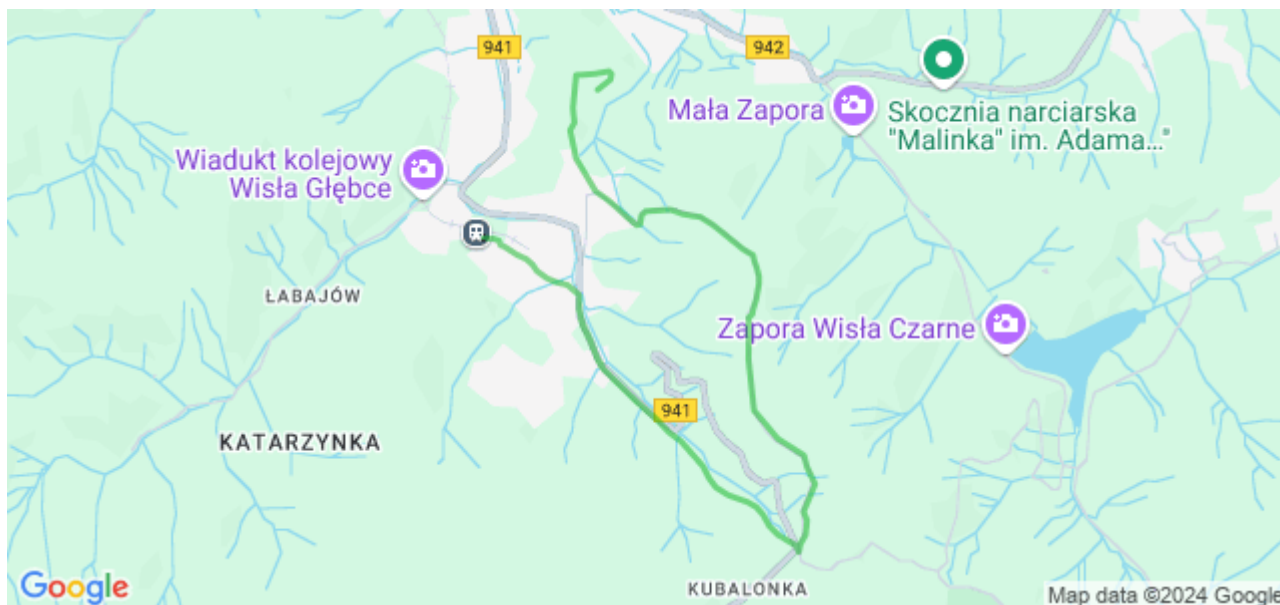 941
942
Mała Zapora
Skocznia narciarska
"Malinka" im. Adama..."
Wiadukt kolejowy
Wisła Głębce
ŁABAJÓW
Zapora Wisła Czarne
941
KATARZYNKA
KUBALONKA
Google
Map data ©2024 Google